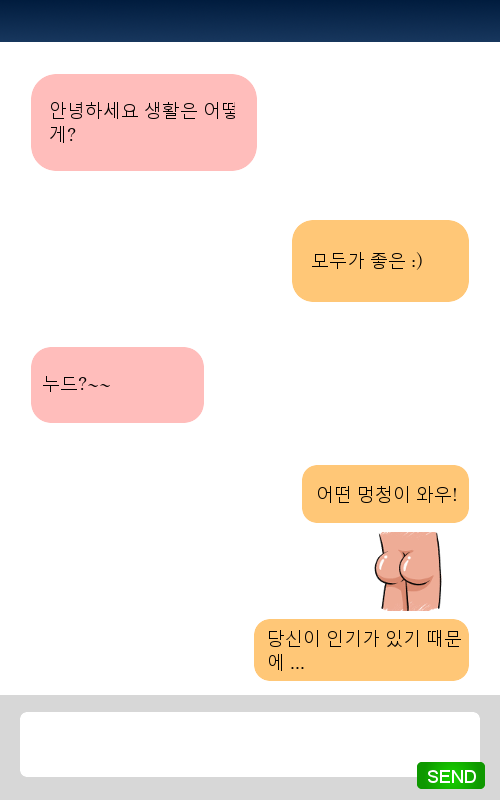 안녕하세요 생활은 어떻
게?
모두가 좋은 :)
누드?~~
어떤 멍청이 와우!
당신이 인기가 있기 때문
에 ...
SEND